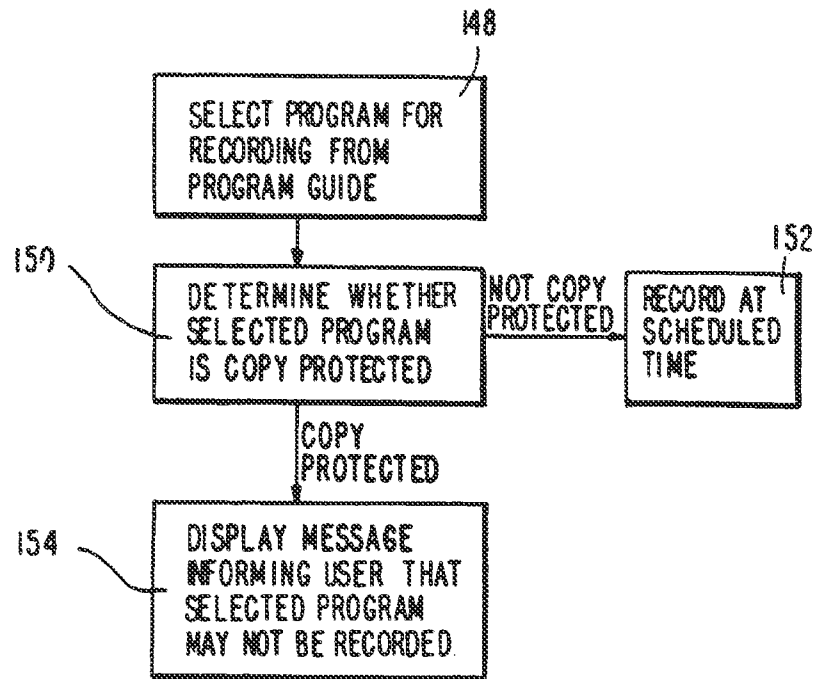 148
SELECT PROGRAM FOR
RECORDING FROM
PROGRAM GUIDE
150
DETERMINE WHETHER
SELECTED PROGRAM
IS COPY PROTECTED
NOT COPY
PROTECTED
152
RECORD AT
SCHEDULED
TIME
COPY
PROTECTED
154
DISPLAY MESSAGE
INFORMING USER THAT
SELECTED PROGRAM
MAY NOT BE RECORDED.